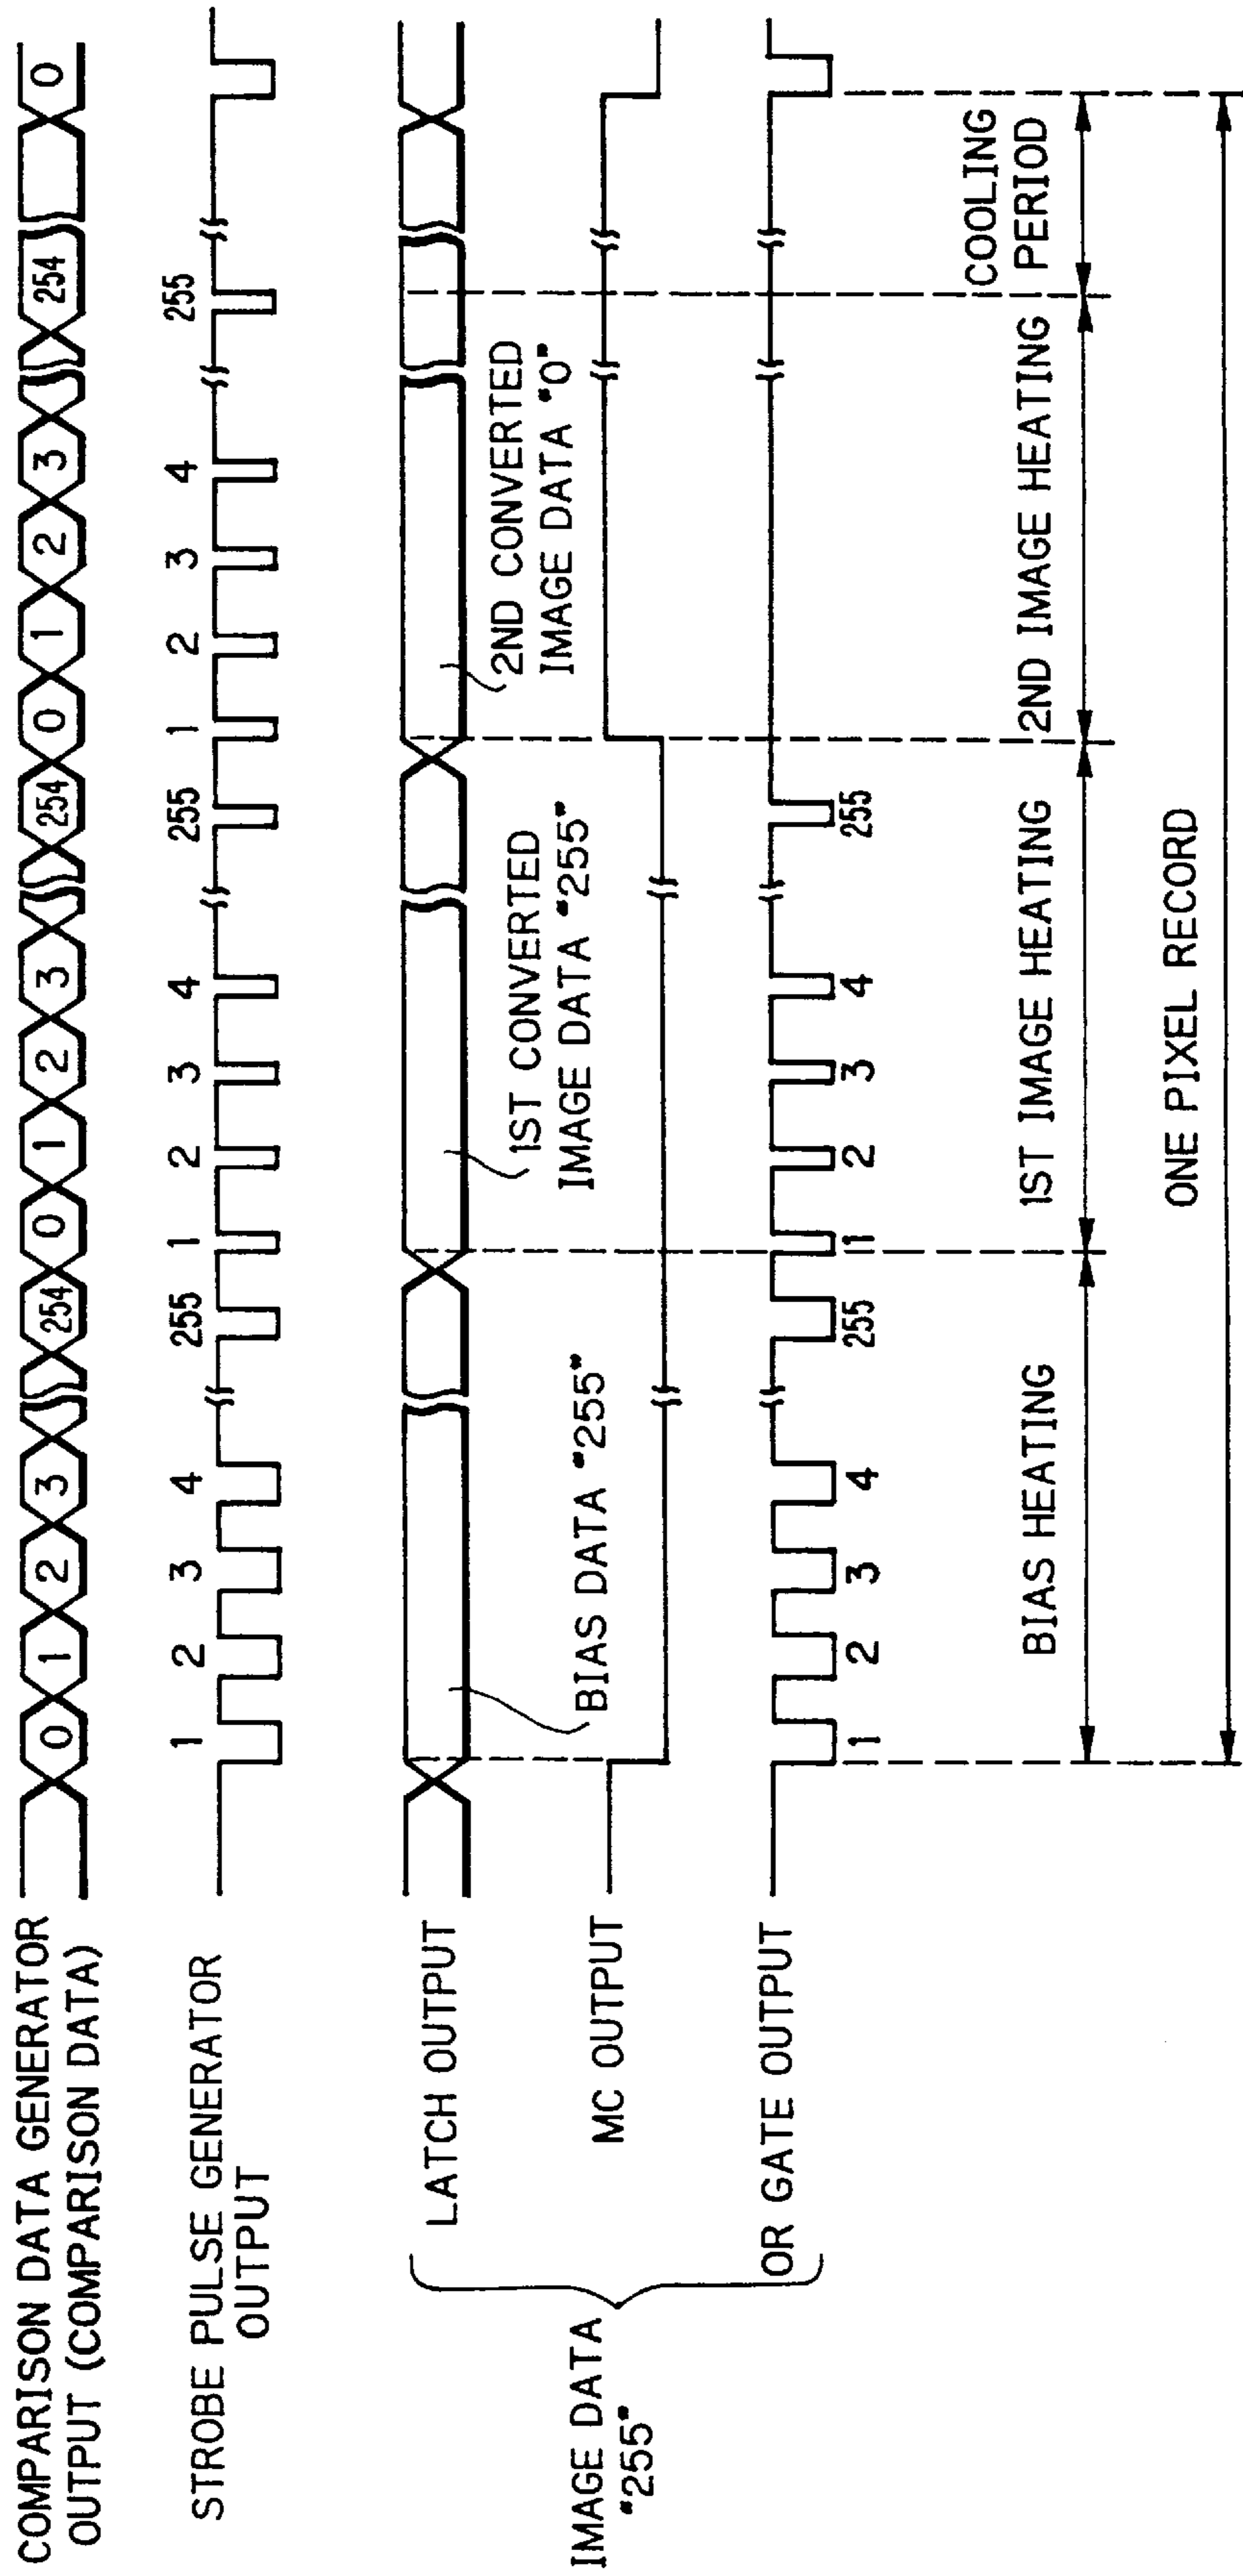 COMPARISON DATA GENERATOR
OUTPUT (COMPARISON DATA)
0 1 2 3 254 0 1 2 3 254 0 1 2 3 254 0
STROBE PULSE GENERATOR
OUTPUT
1 2 3 4 255 1 2 3 4 255 1 2 3 4 255
IMAGE DATA
"255"
LATCH OUTPUT
BIAS DATA "255"
1ST CONVERTED
IMAGE DATA "255"
2ND CONVERTED
IMAGE DATA "0"
MC OUTPUT
OR GATE OUTPUT
1 2 3 4 255 1 2 3 4 255
BIAS HEATING
1ST IMAGE HEATING
2ND IMAGE HEATING
COOLING
PERIOD
ONE PIXEL RECORD